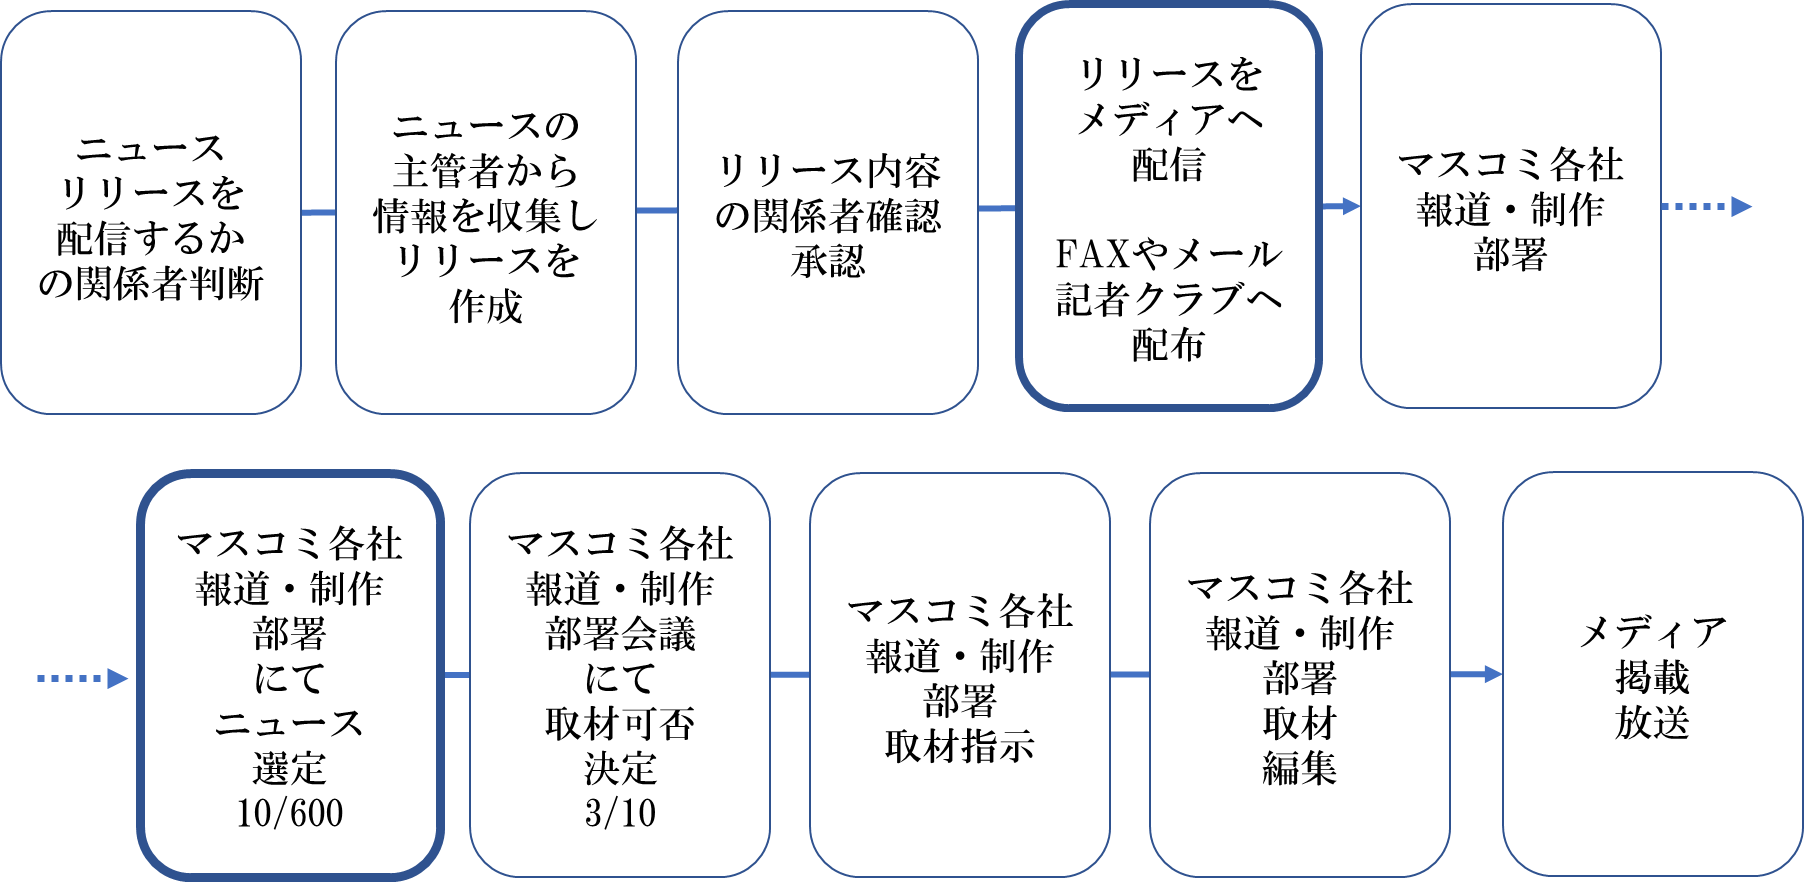 ニュース
リリースを
配信するか
の関係者判断
ニュースの
主管者から
情報を収集し
リリースを
作成
リリース内容
の関係者確認
承認
リリースを
メディアへ
配信
FAXやメール
記者クラブへ
配布
マスコミ各社
報道・制作
部署
マスコミ各社
報道・制作
部署
にて
ニュース
選定
10/600
マスコミ各社
報道・制作
部署会議
にて
取材可否
決定
3/10
マスコミ各社
報道・制作
部署
取材指示
マスコミ各社
報道・制作
部署
取材
編集
メディア
掲載
放送